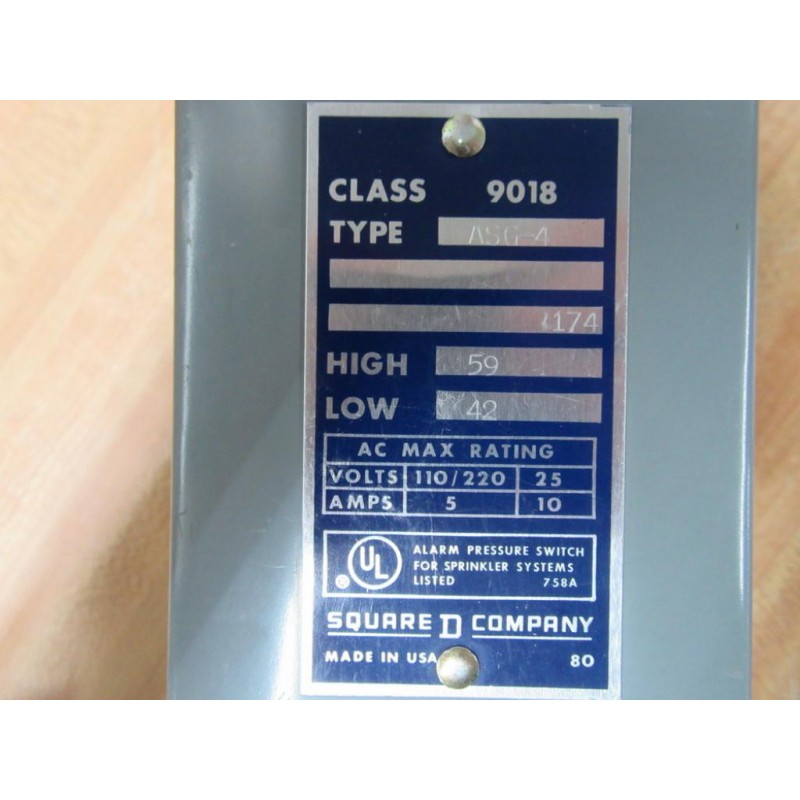 CLASS 9018
TYPE ASG-4
174
HIGH 59
LOW 42
AC MAX RATING
VOLTS 110/220 25
AMPS 5 10
UL ® ALARM PRESSURE SWITCH
FOR SPRINKLER SYSTEMS
LISTED 758A
SQUARE D COMPANY
MADE IN USA 80